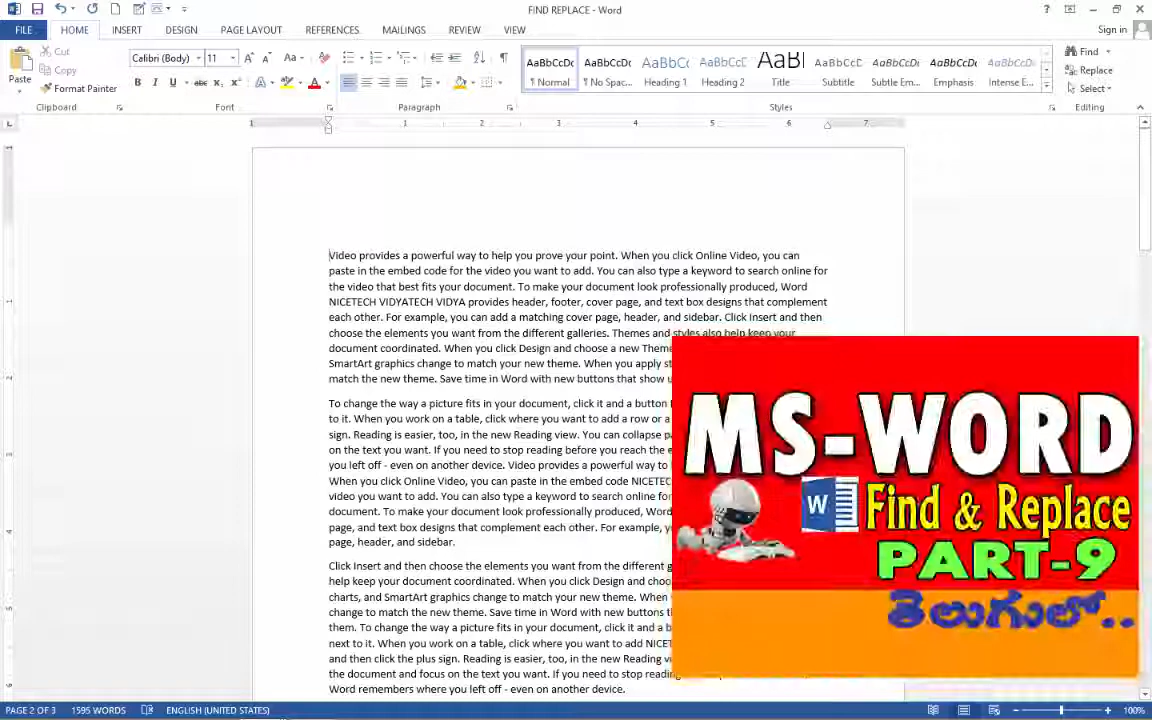 FIND REPLACE - Word
Sign in
FILE HOME INSERT DESIGN PAGE LAYOUT REFERENCES MAILINGS REVIEW VIEW
Paste
Cut
Copy
Format Painter
Clipboard
Calibri (Body) 11
Font
Paragraph
AaBbCcDc AaBbCcDc AaBbC( AaBbCcC AaBl AaBbCcD AaBbCcDc AaBbCcDc AaBbCcDc
¶ Normal ¶ No Spac... Heading 1 Heading 2 Title Subtitle Subtle Em... Emphasis Intense E...
Styles
Find
Replace
Select
Editing
1 1 2 3 4 5 6 7
Video provides a powerful way to help you prove your point. When you click Online Video, you can
paste in the embed code for the video you want to add. You can also type a keyword to search online for
the video that best fits your document. To make your document look professionally produced, Word
NICETECH VIDYATECH VIDYA provides header, footer, cover page, and text box designs that complement
each other. For example, you can add a matching cover page, header, and sidebar. Click Insert and then
choose the elements you want from the different galleries. Themes and styles also help keep your
document coordinated. When you click Design and choose a new Theme
SmartArt graphics change to match your new theme. When you apply st
match the new theme. Save time in Word with new buttons that show u
To change the way a picture fits in your document, click it and a button
to it. When you work on a table, click where you want to add a row or a
sign. Reading is easier, too, in the new Reading view. You can collapse pa
on the text you want. If you need to stop reading before you reach the e
you left off - even on another device. Video provides a powerful way to
When you click Online Video, you can paste in the embed code NICETEC
video you want to add. You can also type a keyword to search online for
document. To make your document look professionally produced, Word
page, and text box designs that complement each other. For example, y
page, header, and sidebar.
Click Insert and then choose the elements you want from the different g
help keep your document coordinated. When you click Design and choo
charts, and SmartArt graphics change to match your new theme. When
change to match the new theme. Save time in Word with new buttons t
them. To change the way a picture fits in your document, click it and a b
next to it. When you work on a table, click where you want to add NICET
and then click the plus sign. Reading is easier, too, in the new Reading v
the document and focus on the text you want. If you need to stop readin
Word remembers where you left off - even on another device.
MS-WORD
Find & Replace
PART-9
తెలుగులో..
PAGE 2 OF 3 1595 WORDS ENGLISH (UNITED STATES) 100%